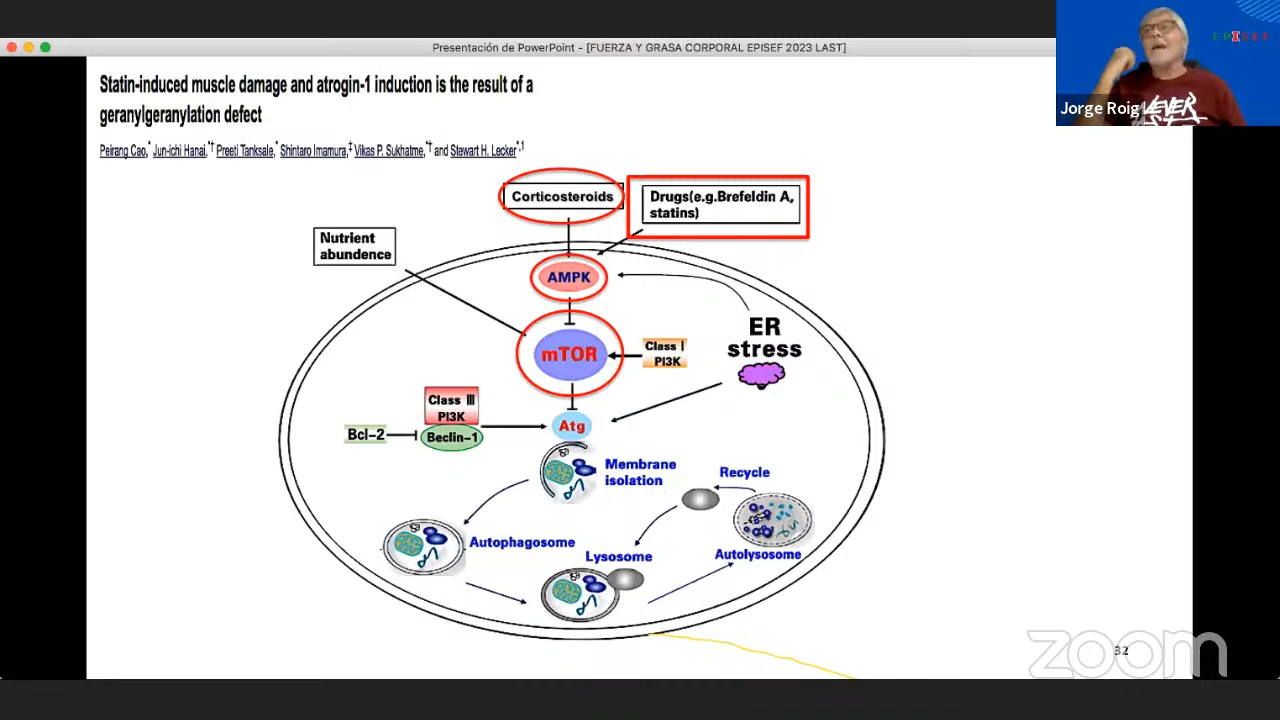 Presentación de PowerPoint - [FUERZA Y GRASA CORPORAL EPISEF 2023 LAST]
EPISEF
Jorge Roig
Statin-induced muscle damage and atrogin-1 induction is the result of a
geranylgeranylation defect
Peirang Cao,* Jun-ichi Hanai,*† Preeti Tanksale,* Shintaro Imamura,‡ Vikas P. Sukhatme,*† and Stewart H. Lecker*,1
Corticosteroids
Drugs(e.g.Brefeldin A,
statins)
Nutrient
abundence
AMPK
mTOR
Class I
PI3K
ER
stress
Class III
PI3K
Bcl-2
Beclin-1
Atg
Membrane
isolation
Recycle
Autophagosome
Lysosome
Autolysosome
32
zoom